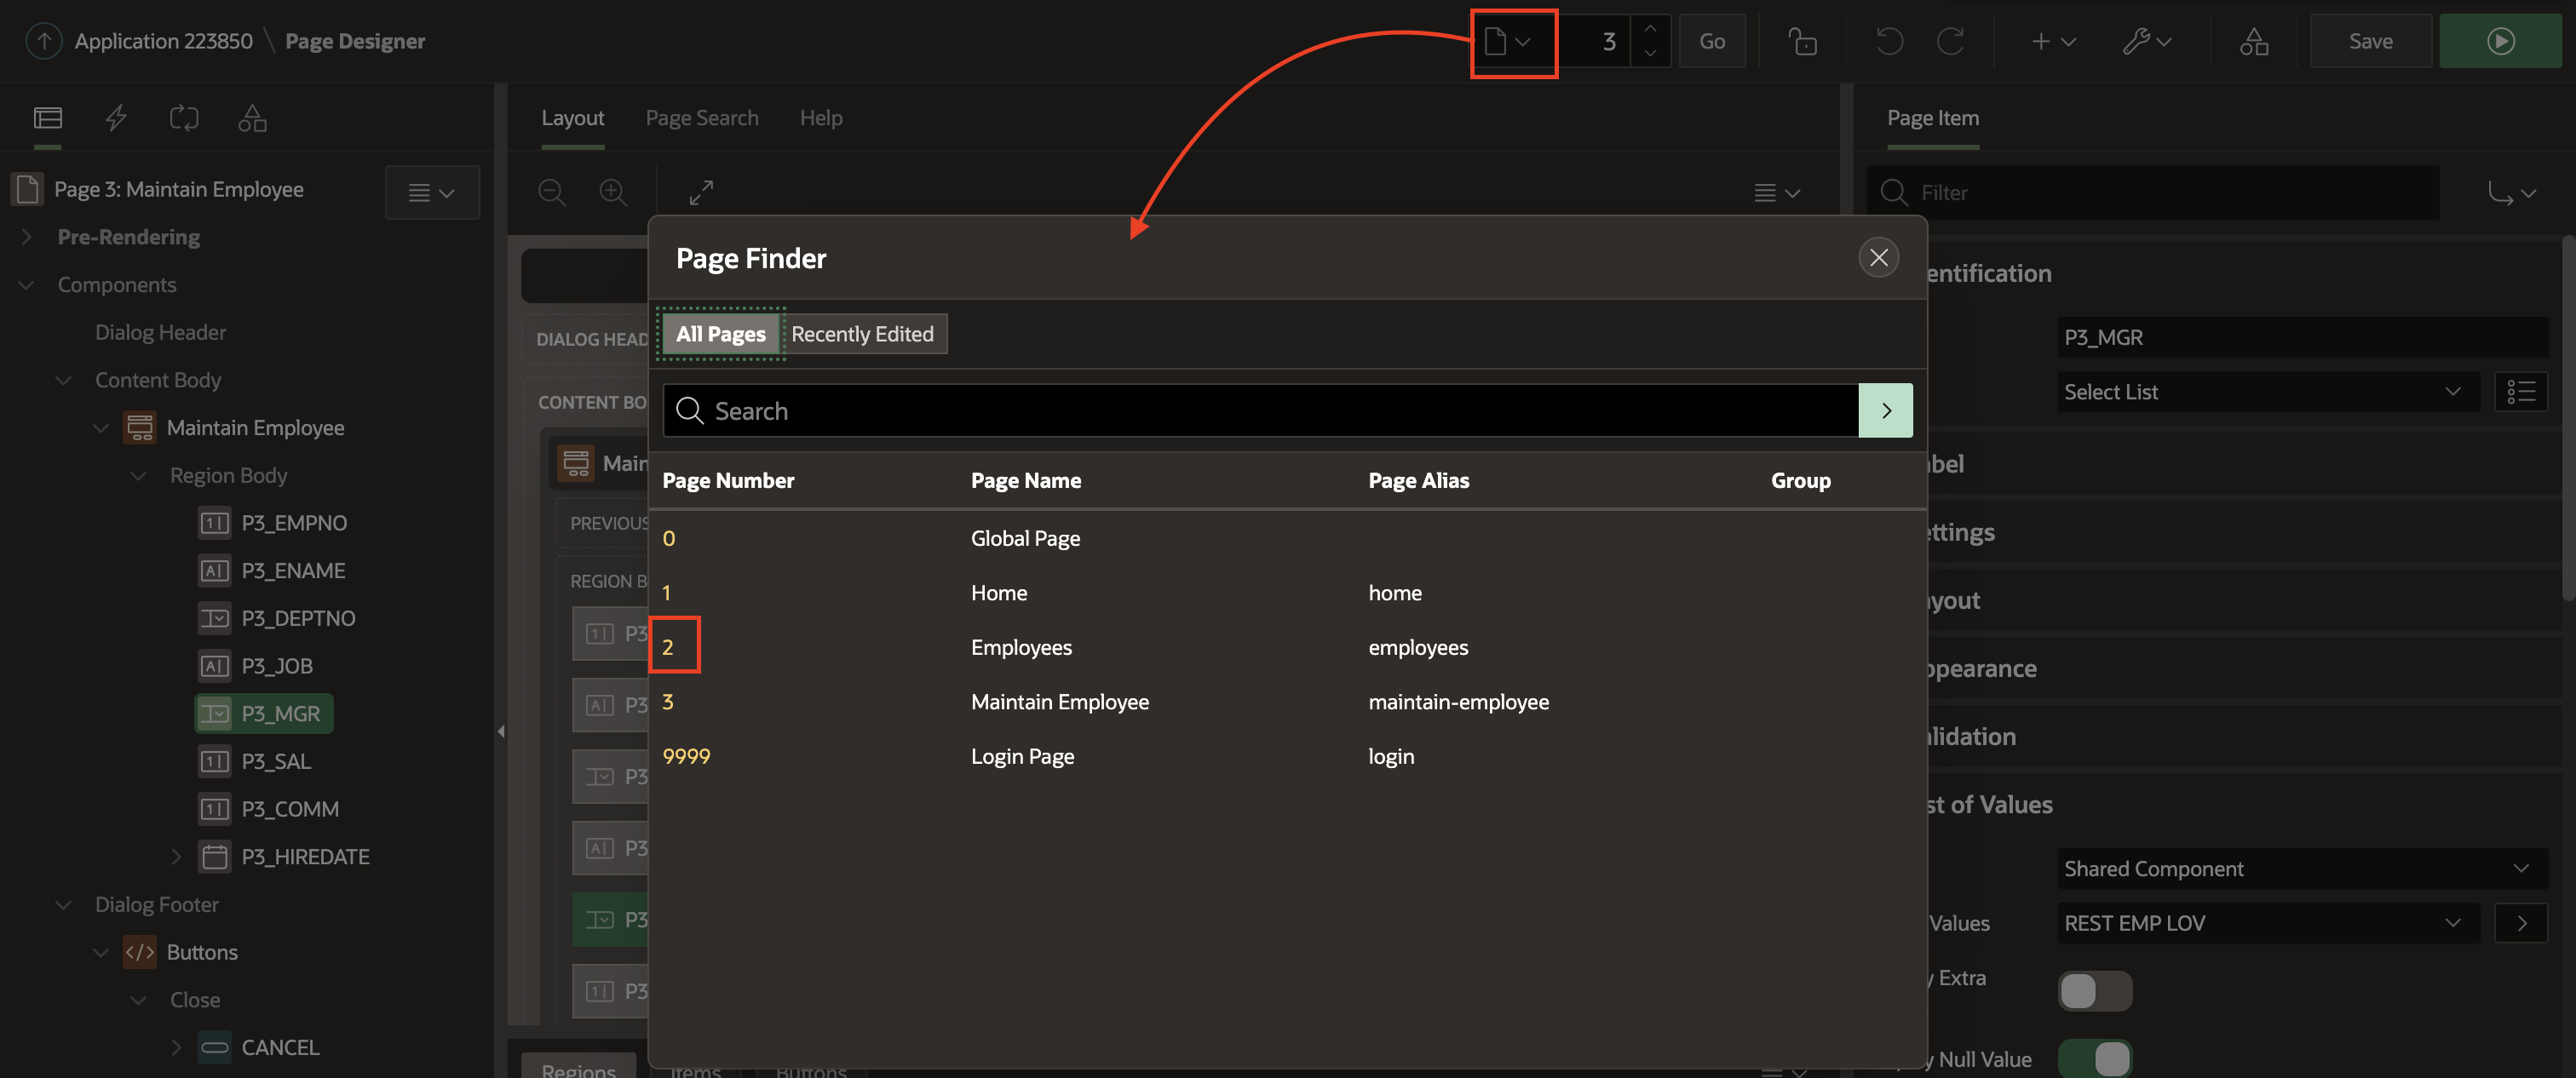 Application 223850 \ Page Designer
3
Go
Save
Layout
Page Search
Help
Page Item
Page 3: Maintain Employee
Pre-Rendering
Components
Dialog Header
Content Body
Maintain Employee
Region Body
P3_EMPNO
P3_ENAME
P3_DEPTNO
P3_JOB
P3_MGR
P3_SAL
P3_COMM
P3_HIREDATE
Dialog Footer
Buttons
Close
CANCEL
DIALOG HEAD
CONTENT BO
Main
PREVIOUS
REGION B
P3
P3
P3
P3
P3
P3
Regions
Items
Buttons
Page Finder
All Pages
Recently Edited
Search
Page Number Page Name Page Alias Group
0 Global Page
1 Home home
2 Employees employees
3 Maintain Employee maintain-employee
9999 Login Page login
Filter
entification
P3_MGR
Select List
bel
ttings
yout
ppearance
lidation
st of Values
Shared Component
Values REST EMP LOV
y Extra
y Null Value